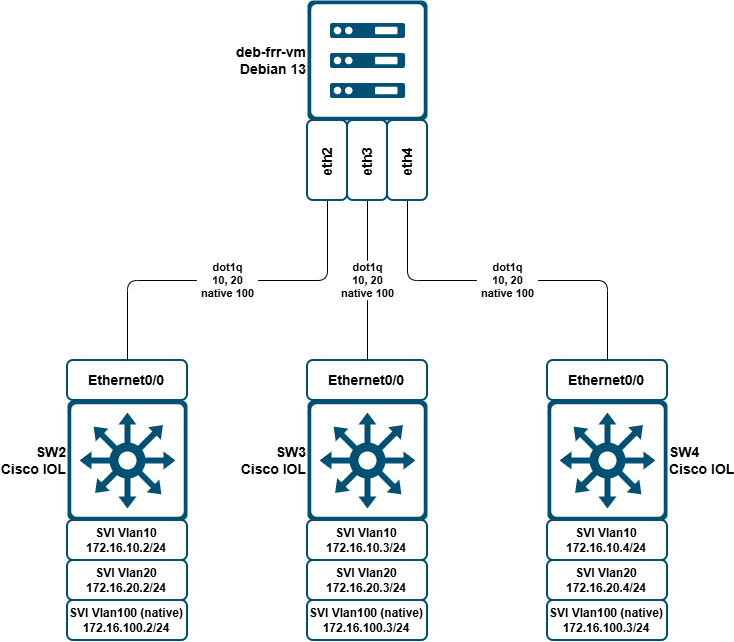 deb-frr-vm
Debian 13
eth2
eth3
eth4
dot1q
10, 20
native 100
dot1q
10, 20
native 100
dot1q
10, 20
native 100
Ethernet0/0
Ethernet0/0
Ethernet0/0
SW2
Cisco IOL
SW3
Cisco IOL
SW4
Cisco IOL
SVI Vlan10
172.16.10.2/24
SVI Vlan20
172.16.20.2/24
SVI Vlan100 (native)
172.16.100.2/24
SVI Vlan10
172.16.10.3/24
SVI Vlan20
172.16.20.3/24
SVI Vlan100 (native)
172.16.100.3/24
SVI Vlan10
172.16.10.4/24
SVI Vlan20
172.16.20.4/24
SVI Vlan100 (native)
172.16.100.3/24